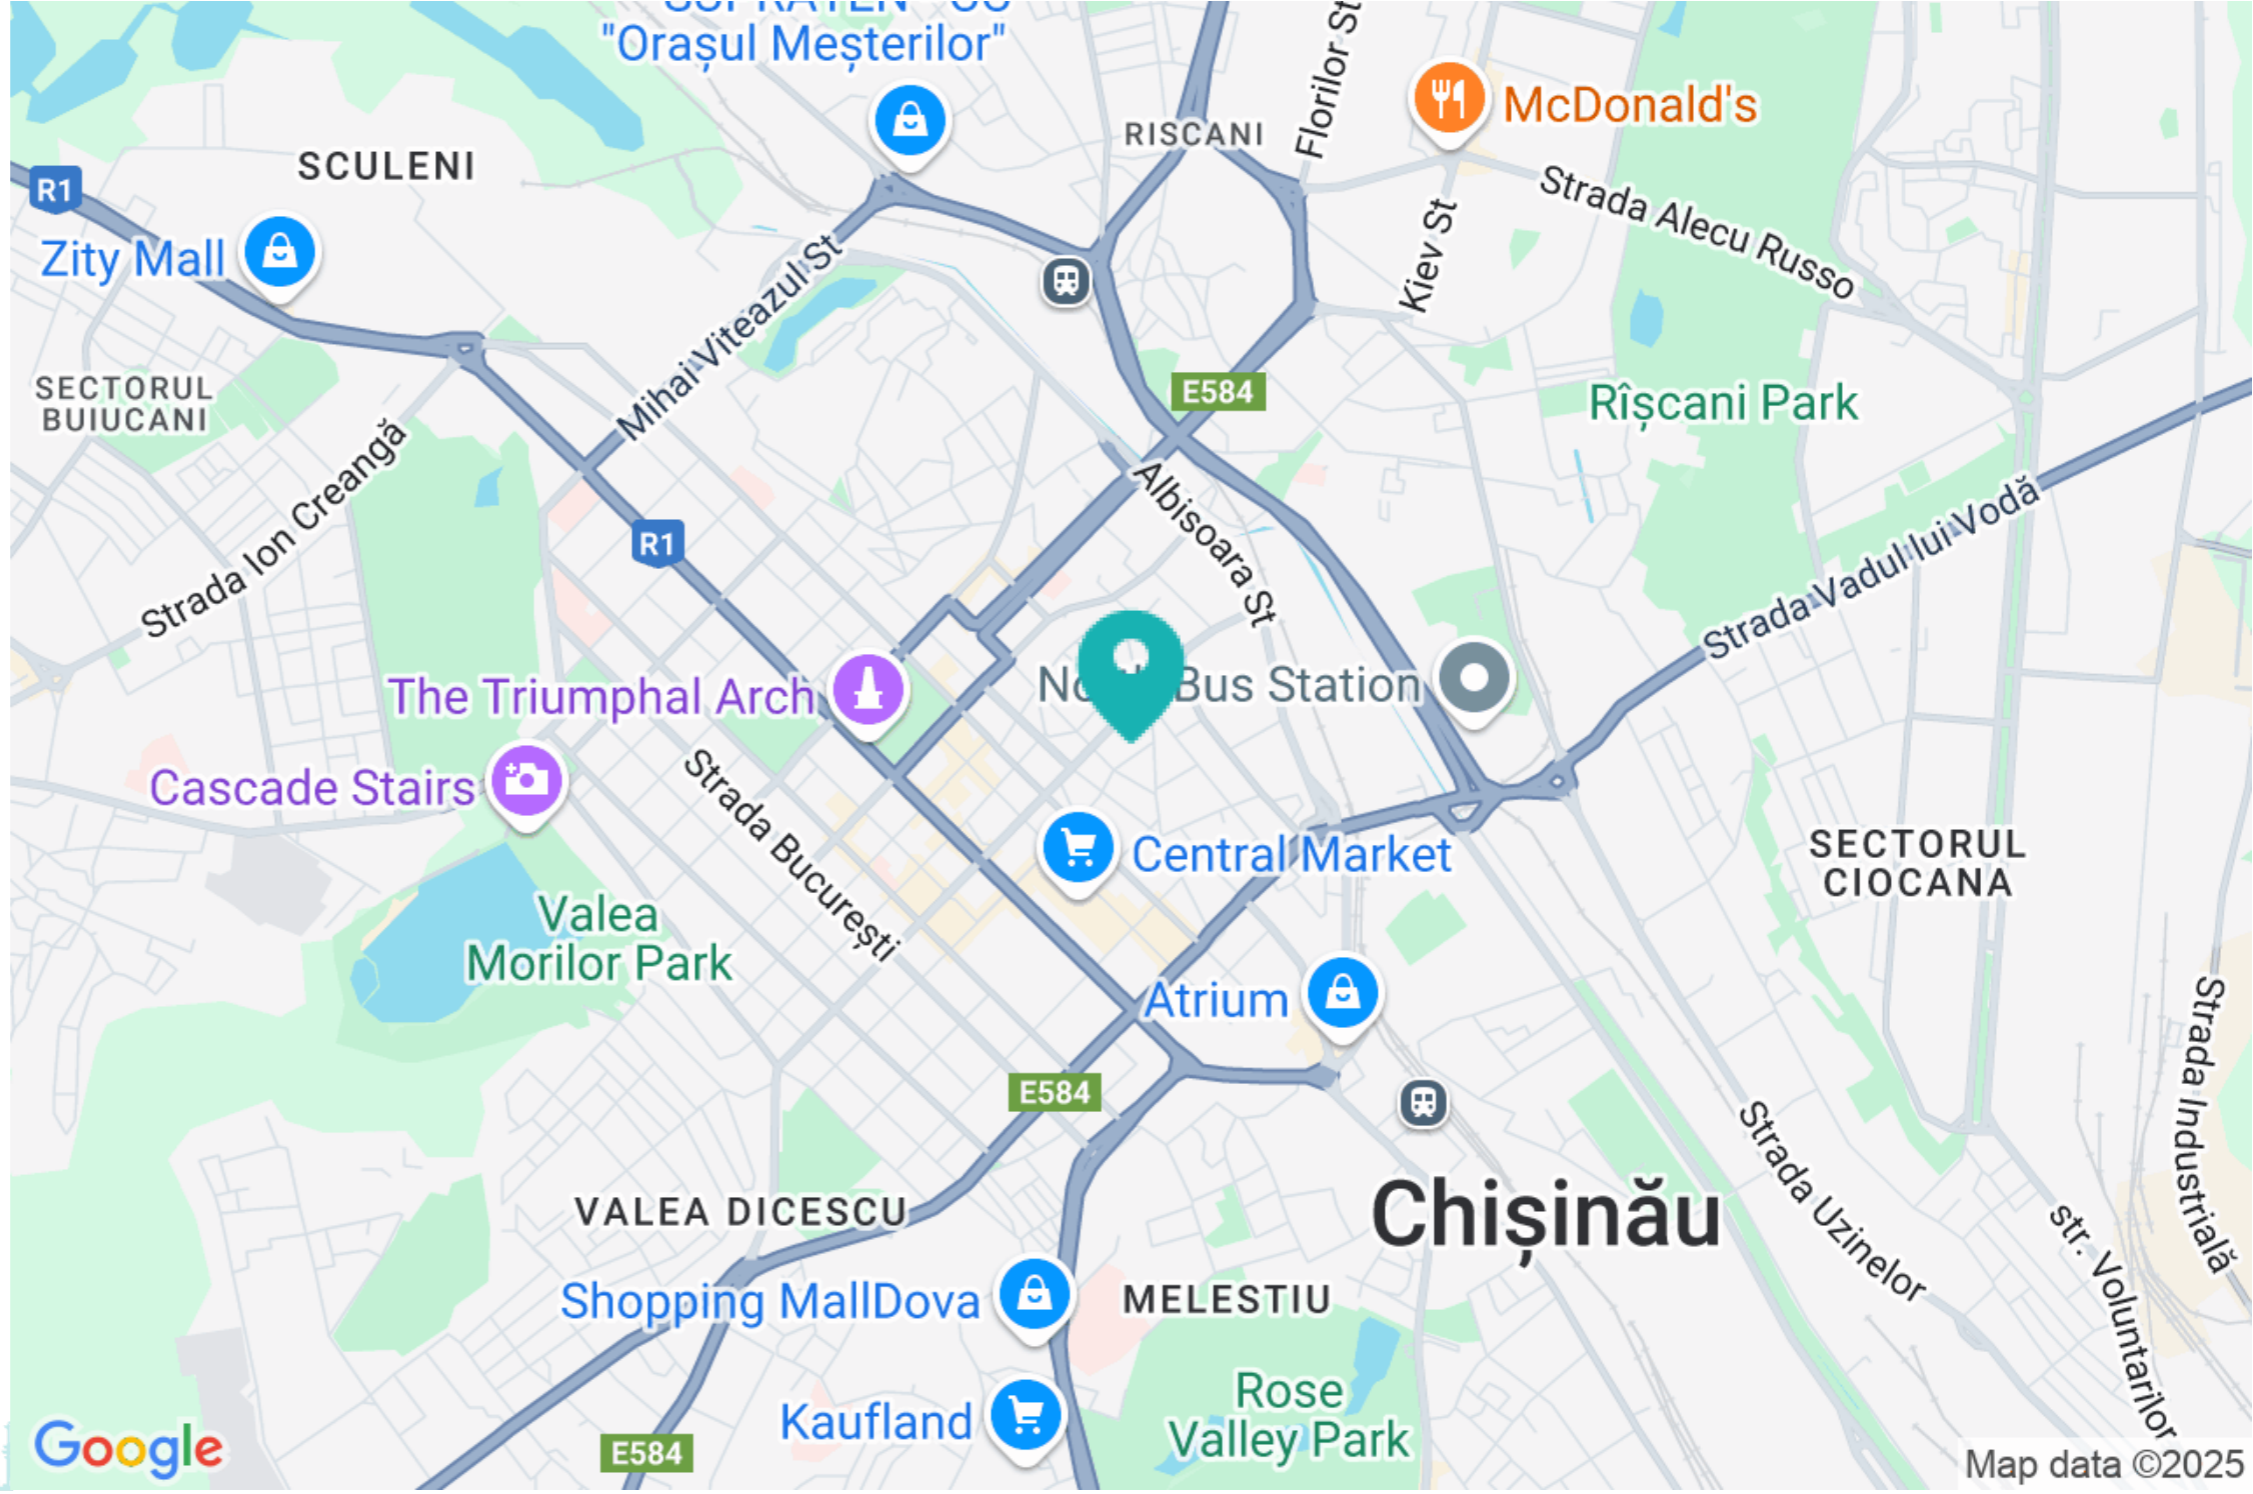 "Orașul Meșterilor"
RISCANI
Florilor St
McDonald's
SCULENI
R1
Zity Mall
Strada Alecu Russo
Kiev St
Mihai Viteazul St
SECTORUL
BUIUCANI
E584
Rîșcani Park
Strada Ion Creangă
R1
Albisoara St
Strada Vadul lui Vodă
The Triumphal Arch
Bus Station
Cascade Stairs
Strada București
Central Market
SECTORUL
CIOCANA
Valea
Morilor Park
Atrium
E584
Strada Industrială
Strada Uzinelor
VALEA DICESCU
Chișinău
str. Voluntarilor
Shopping MallDova
MELESTIU
Rose
Valley Park
Kaufland
E584
Google
Map data ©2025